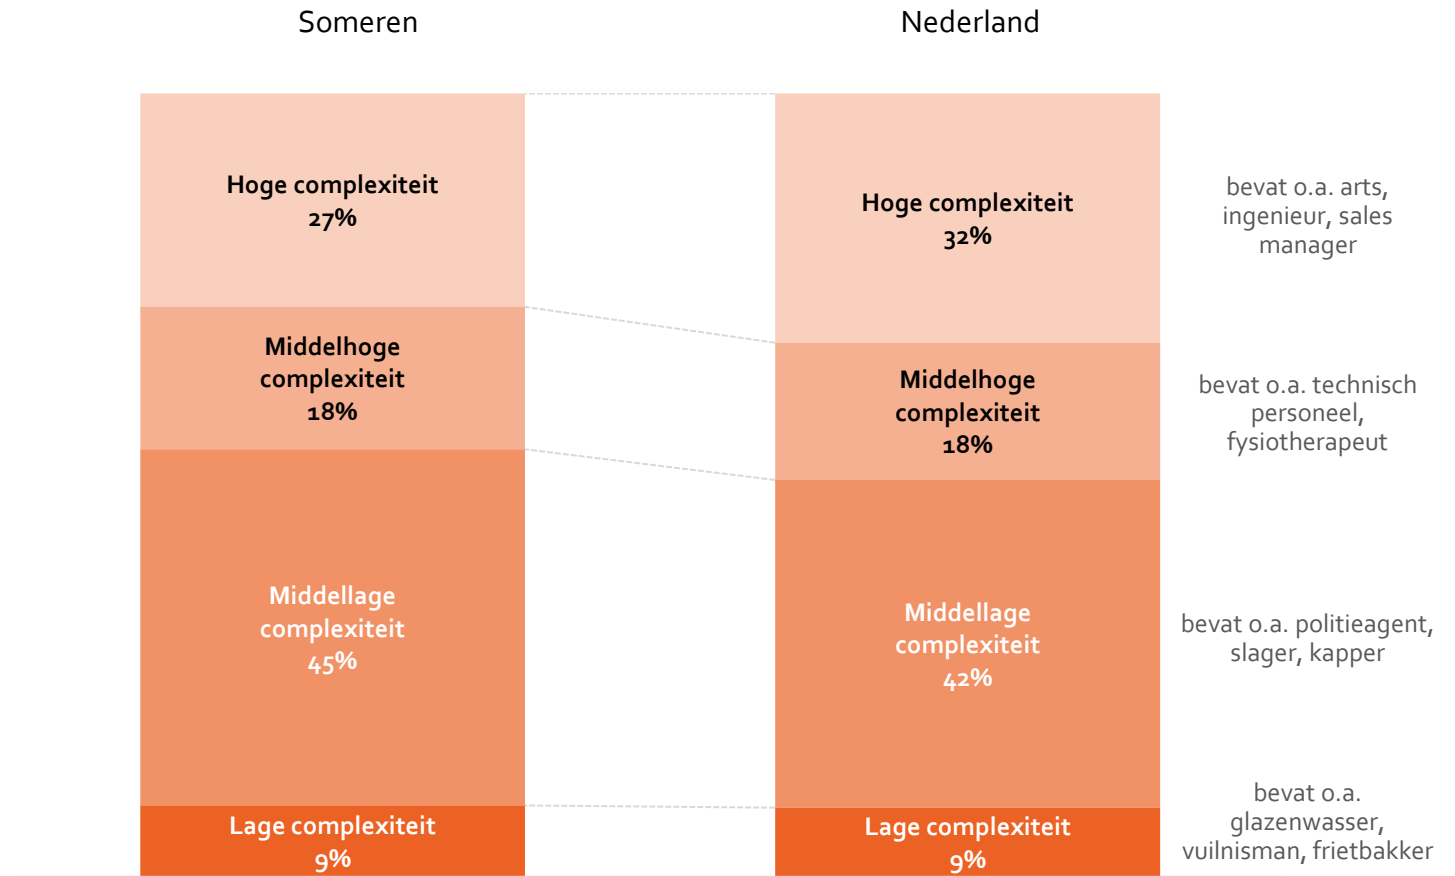 Someren
Nederland
Hoge complexiteit
27%
Hoge complexiteit
32%
bevat o.a. arts,
ingenieur, sales
manager
Middelhoge
complexiteit
18%
Middelhoge
complexiteit
18%
bevat o.a. technisch
personeel,
fysiotherapeut
Middellage
complexiteit
45%
Middellage
complexiteit
42%
bevat o.a. politieagent,
slager, kapper
Lage complexiteit
9%
Lage complexiteit
9%
bevat o.a.
glazenwasser,
vuilnisman, frietbakker